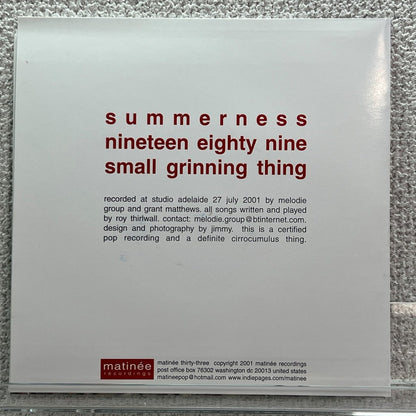 summerness
nineteen eighty nine
small grinning thing
recorded at studio adelaide 27 july 2001 by melodie
group and grant matthews. all songs written and played
by roy thirlwall. contact: melodie.group@btinternet.com.
design and photography by jimmy. this is a certified
pop recording and a definite cirrocumulus thing.
matinée
recordings
matinée thirty-three copyright 2001 matinée recordings
post office box 76302 washington dc 20013 united states
matineepop@hotmail.com www.indiepages.com/matinee